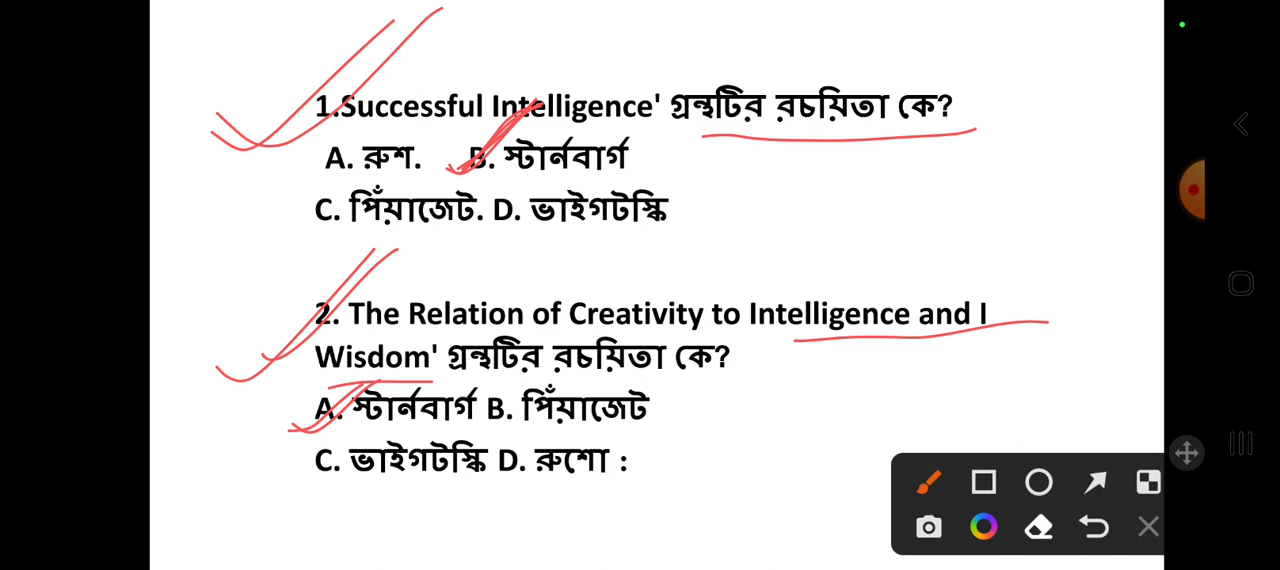 1.Successful Intelligence' গ্রন্থটির রচয়িতা কে?
A. রুশ. B. স্টার্নবার্গ
C. পিঁয়াজেট. D. ভাইগটস্কি
2. The Relation of Creativity to Intelligence and I
Wisdom' গ্রন্থটির রচয়িতা কে?
A. স্টার্নবার্গ B. পিঁয়াজেট
C. ভাইগটস্কি D. রুশো :